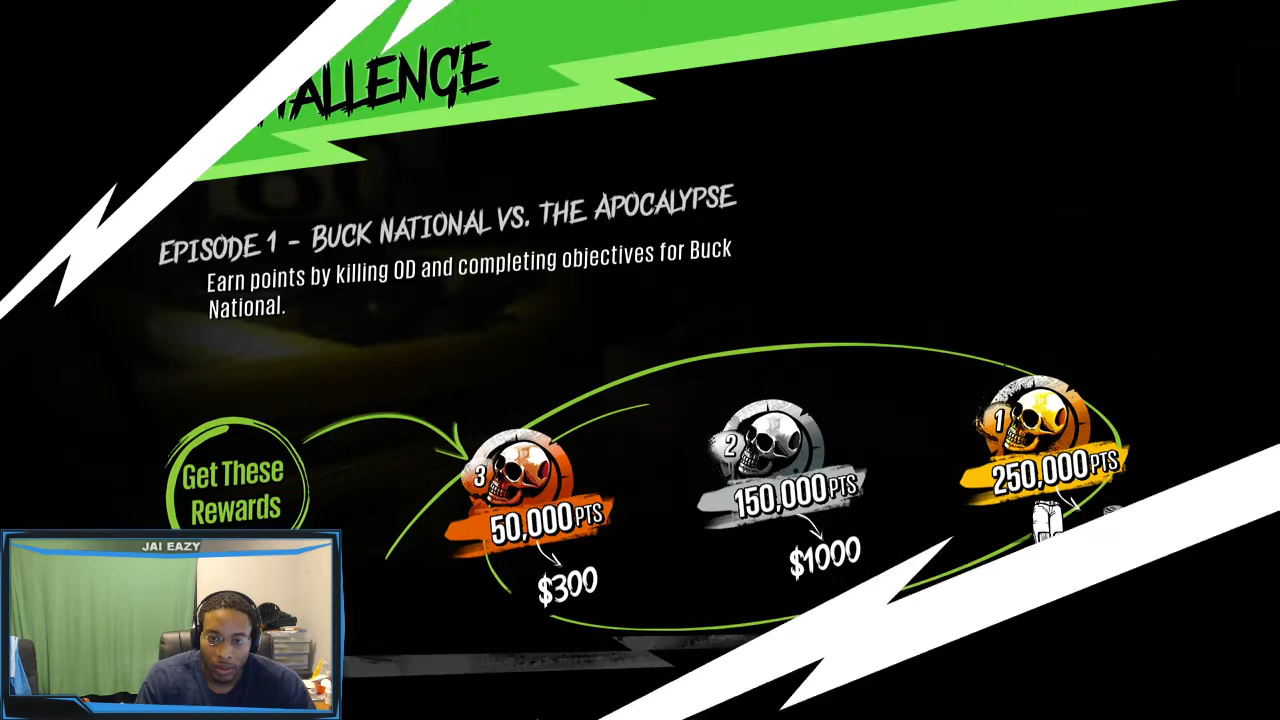 HALLENGE
EPISODE 1 - BUCK NATIONAL VS. THE APOCALYPSE
Earn points by killing OD and completing objectives for Buck
National.
Get These
Rewards
3
50,000 PTS
$300
2
150,000 PTS
$1000
1
250,000 PTS
JAI EAZY